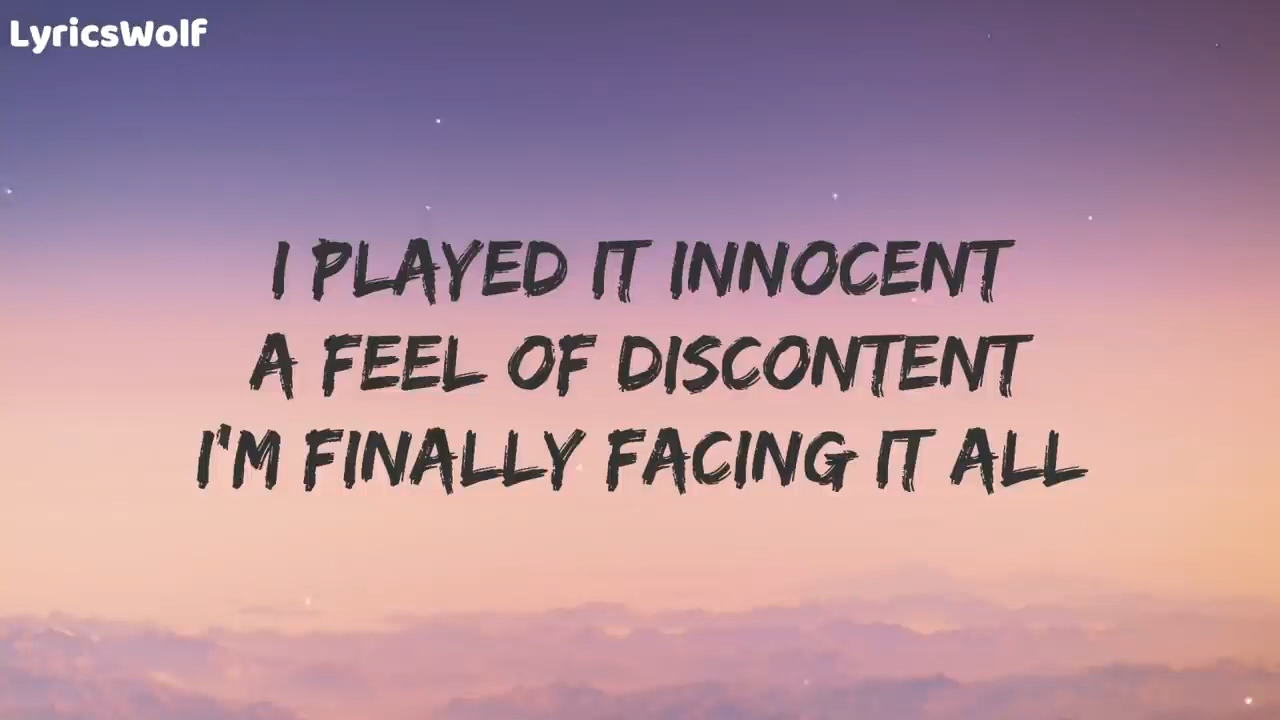 LyricsWolf
I PLAYED IT INNOCENT
A FEEL OF DISCONTENT
I'M FINALLY FACING IT ALL